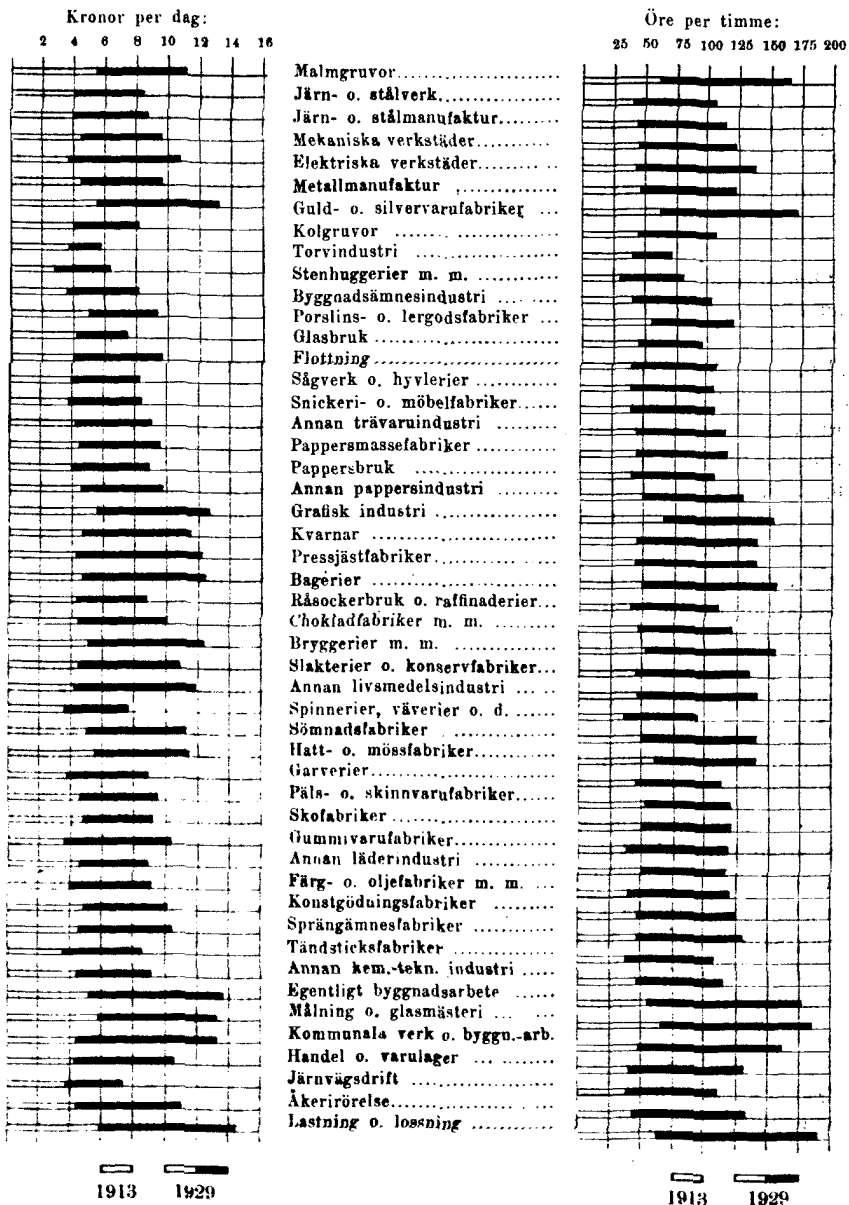 Kronor per dag:
2 4 6 8 10 12 14 16
Öre per timme:
25 50 75 100 125 150 175 200
Malmgruvor
Järn- o. stålverk
Järn- o. stålmanufaktur
Mekaniska verkstäder
Elektriska verkstäder
Metallmanufaktur
Guld- o. silvervarufabriker
Kolgruvor
Torvindustri
Stenhuggerier m. m.
Byggnadsämnesindustri
Porslins- o. lergodsfabriker
Glasbruk
Flottning
Sågverk o. hyvlerier
Snickeri- o. möbelfabriker
Annan trävaruindustri
Pappersmassefabriker
Pappersbruk
Annan pappersindustri
Grafisk industri
Kvarnar
Pressjästfabriker
Bagerier
Råsockerbruk o. raffinaderier
Chokladfabriker m. m.
Bryggerier m. m.
Slakterier o. konservfabriker
Annan livsmedelsindustri
Spinnerier, väverier o. d.
Sömnadsfabriker
Hatt- o. mössfabriker
Garverier
Päls- o. skinnvarufabriker
Skofabriker
Gummivarufabriker
Annan läderindustri
Färg- o. oljefabriker m. m.
Konstgödningsfabriker
Sprängämnesfabriker
Tändsticksfabriker
Annan kem.-tekn. industri
Egentligt byggnadsarbete
Målning o. glasmästeri
Kommunala verk o. byggn.-arb.
Handel o. varulager
Järnvägsdrift
Åkerirörelse
Lastning o. lossning
1913 1929
1913 1929